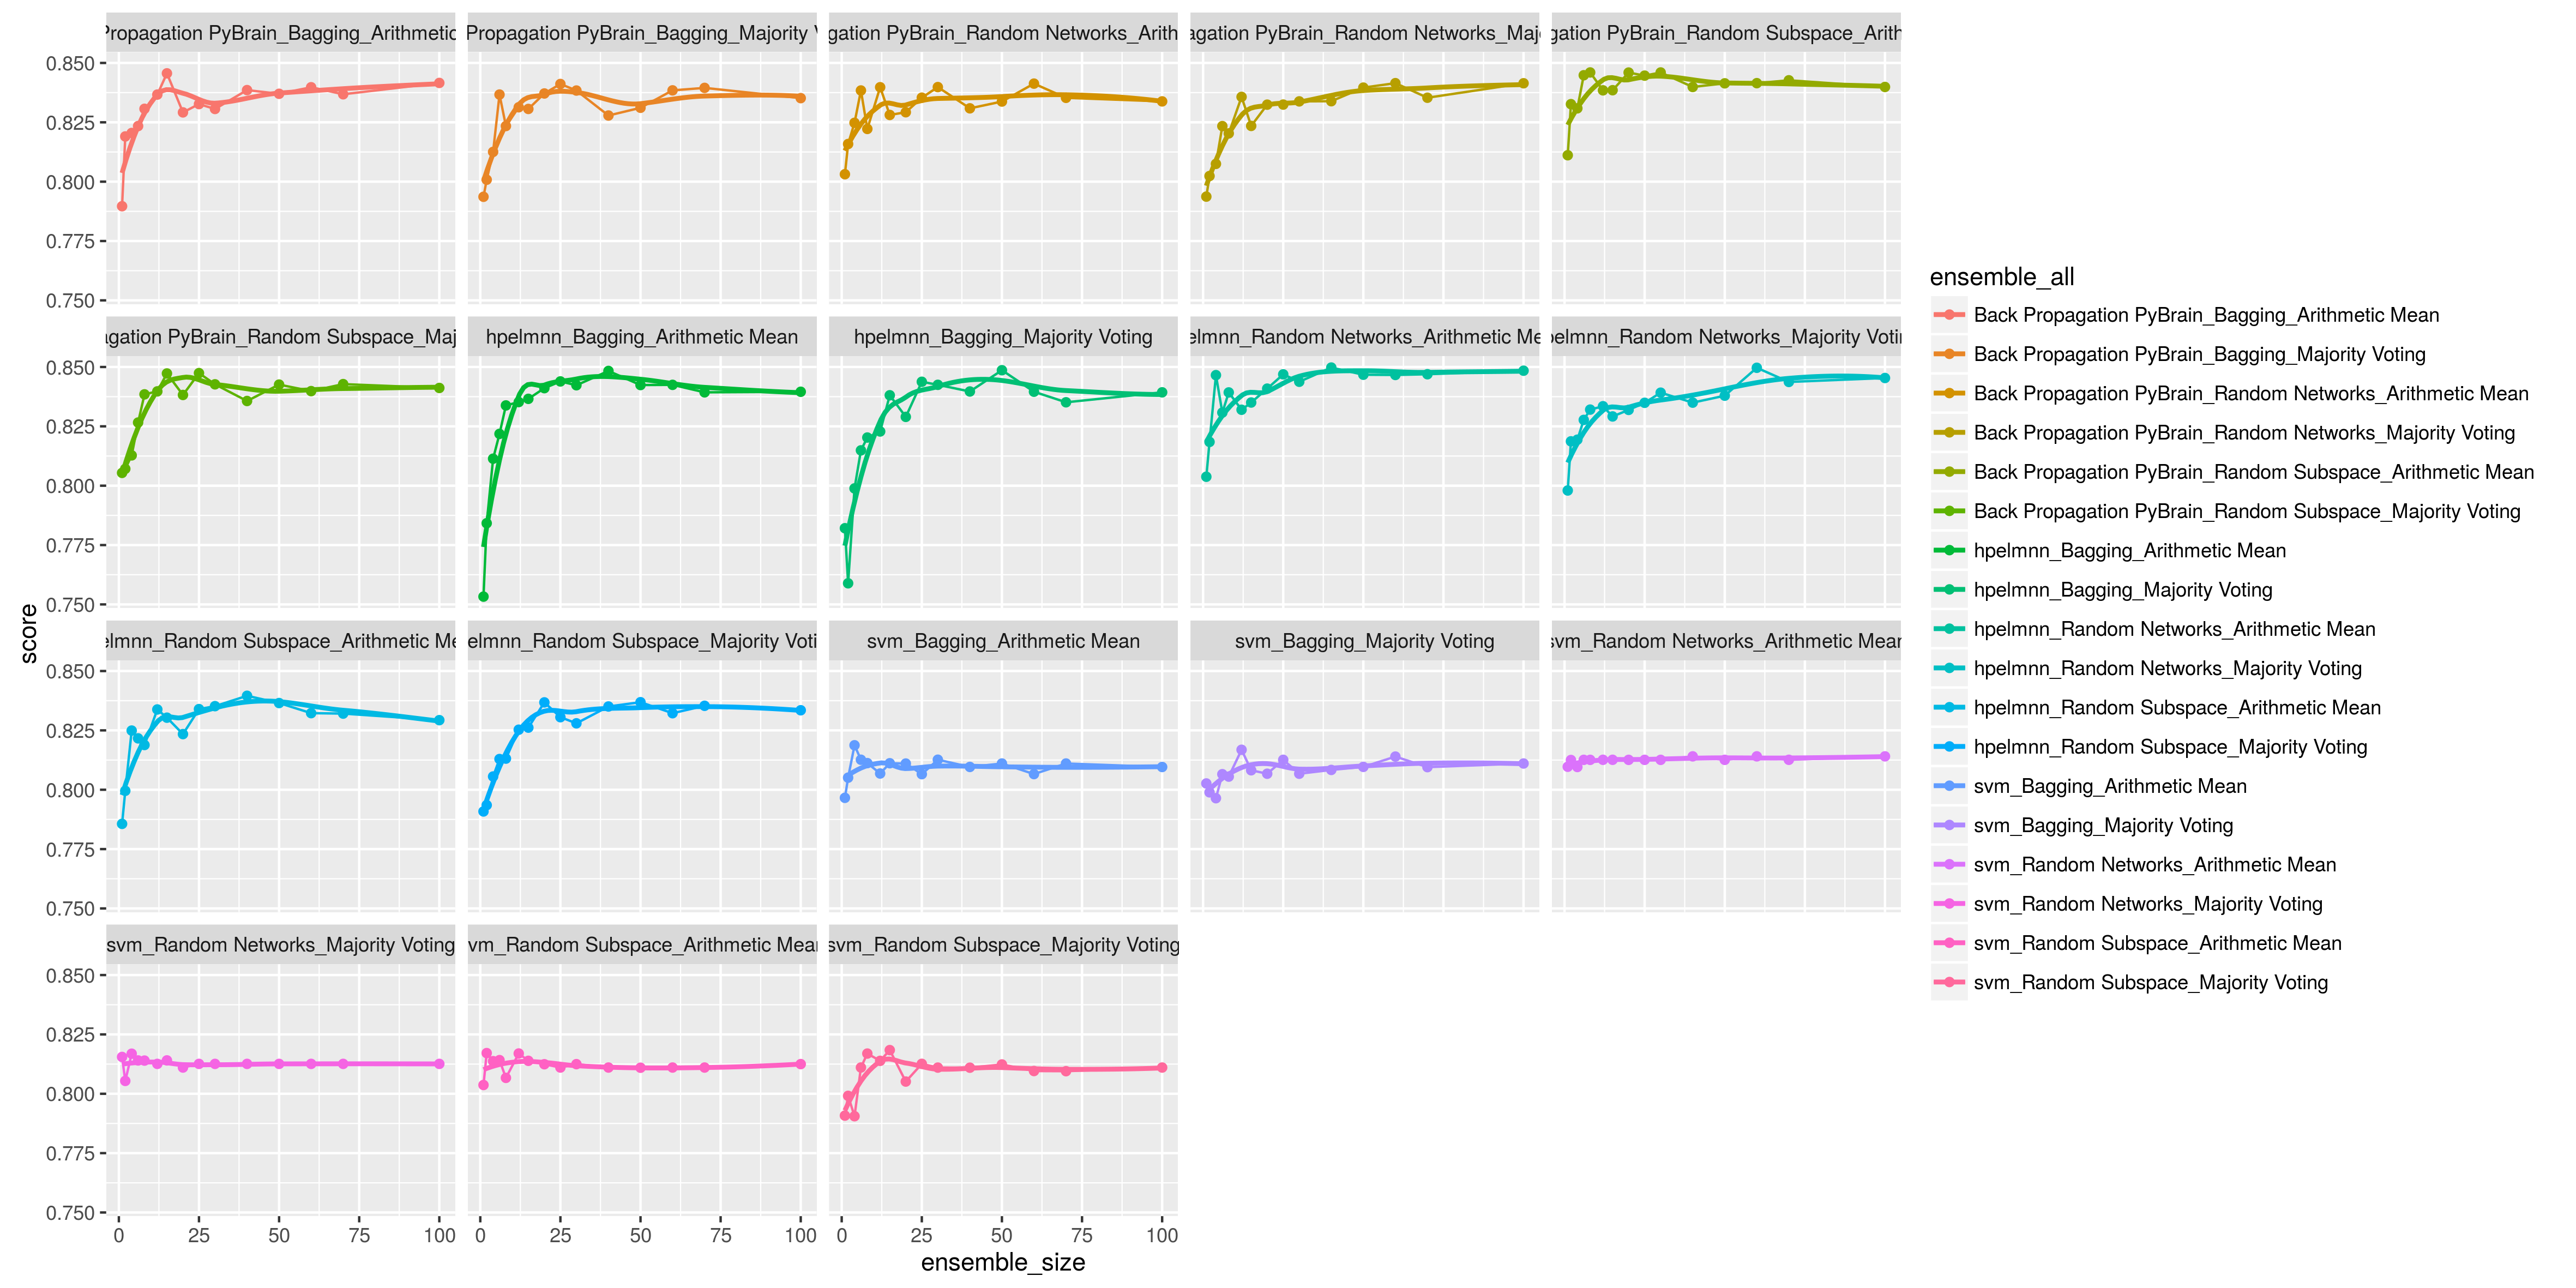 Propagation PyBrain_Bagging_Arithmetic
Propagation PyBrain_Bagging_Majority
gation PyBrain_Random Networks_Arith
agation PyBrain_Random Networks_Maj
gation PyBrain_Random Subspace_Arith
0.850
0.825
0.800
0.775
0.750
agation PyBrain_Random Subspace_Maj
hpelmnn_Bagging_Arithmetic Mean
hpelmnn_Bagging_Majority Voting
elmnn_Random Networks_Arithmetic Me
pelmnn_Random Networks_Majority Votin
0.850
0.825
0.800
0.775
0.750
elmnn_Random Subspace_Arithmetic Me
elmnn_Random Subspace_Majority Voti
svm_Bagging_Arithmetic Mean
svm_Bagging_Majority Voting
svm_Random Networks_Arithmetic Mean
0.850
0.825
0.800
0.775
0.750
svm_Random Networks_Majority Voting
vm_Random Subspace_Arithmetic Mean
svm_Random Subspace_Majority Voting
0.850
0.825
0.800
0.775
0.750
0 25 50 75 100
0 25 50 75 100
0 25 50 75 100
score
ensemble_size
ensemble_all
Back Propagation PyBrain_Bagging_Arithmetic Mean
Back Propagation PyBrain_Bagging_Majority Voting
Back Propagation PyBrain_Random Networks_Arithmetic Mean
Back Propagation PyBrain_Random Networks_Majority Voting
Back Propagation PyBrain_Random Subspace_Arithmetic Mean
Back Propagation PyBrain_Random Subspace_Majority Voting
hpelmnn_Bagging_Arithmetic Mean
hpelmnn_Bagging_Majority Voting
hpelmnn_Random Networks_Arithmetic Mean
hpelmnn_Random Networks_Majority Voting
hpelmnn_Random Subspace_Arithmetic Mean
hpelmnn_Random Subspace_Majority Voting
svm_Bagging_Arithmetic Mean
svm_Bagging_Majority Voting
svm_Random Networks_Arithmetic Mean
svm_Random Networks_Majority Voting
svm_Random Subspace_Arithmetic Mean
svm_Random Subspace_Majority Voting